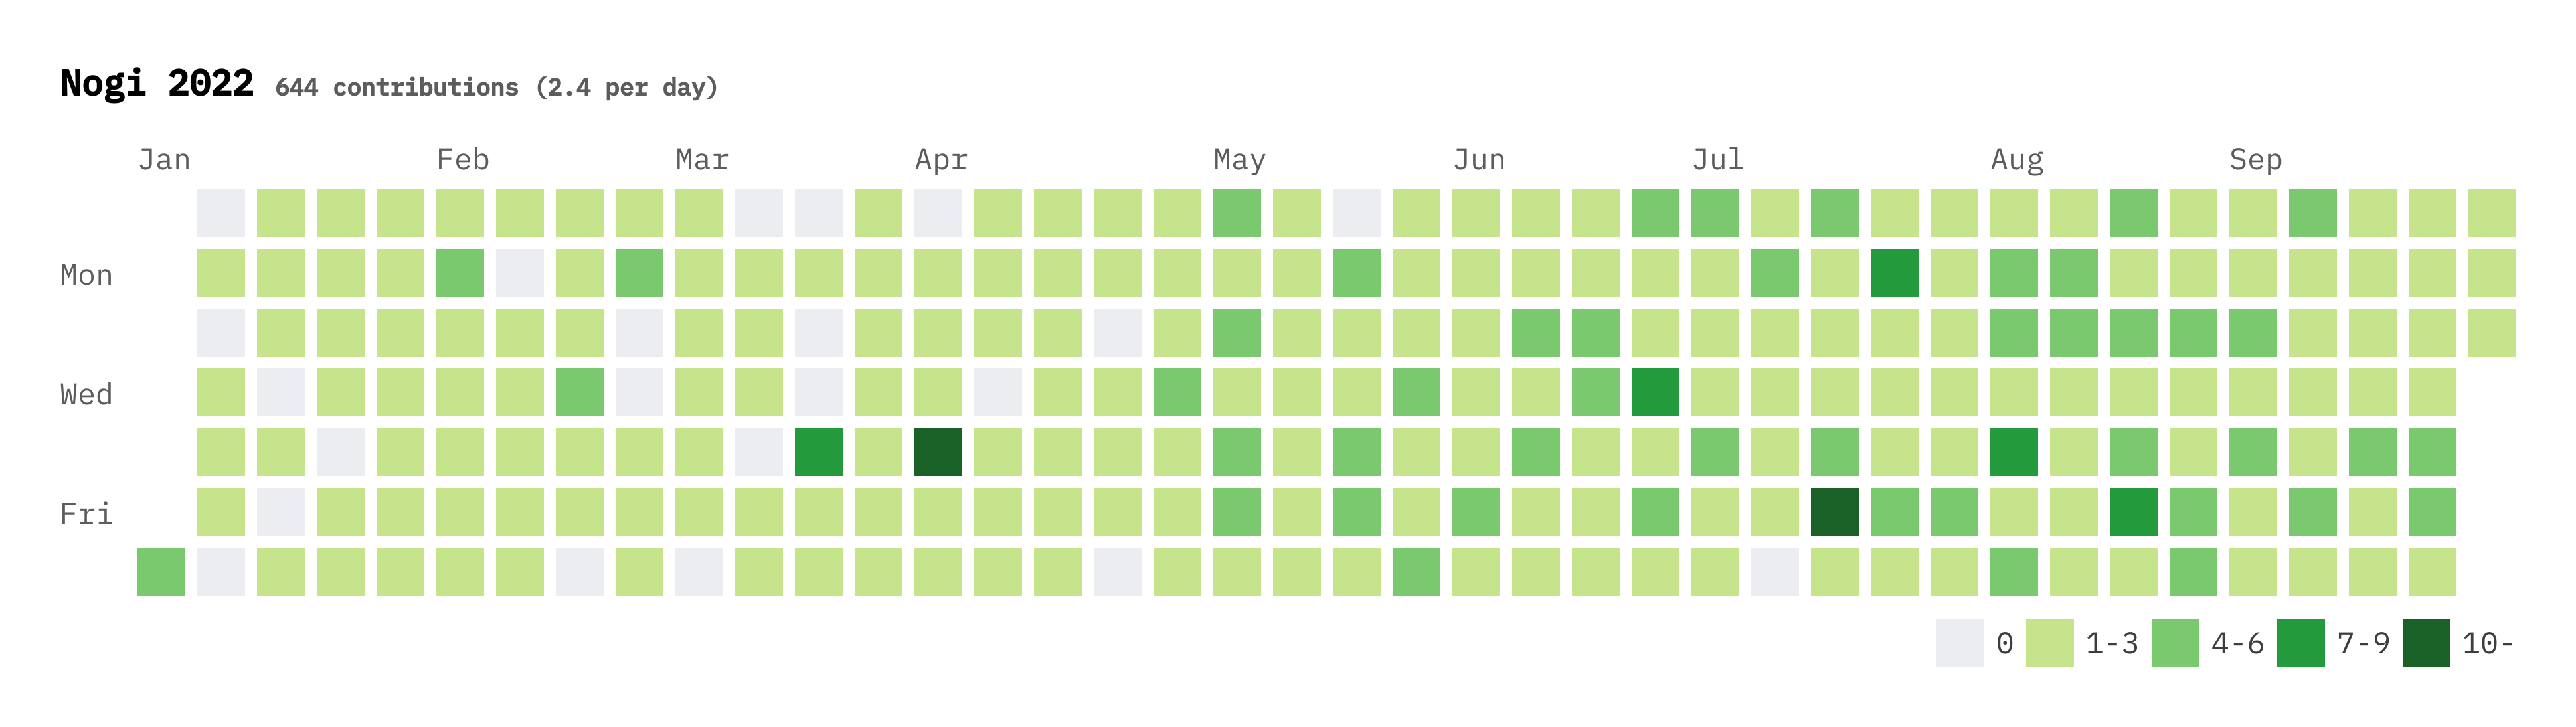 Nogi 2022 644 contributions (2.4 per day)
Jan Feb Mar Apr May Jun Jul Aug Sep
Mon
Wed
Fri
0 1-3 4-6 7-9 10-